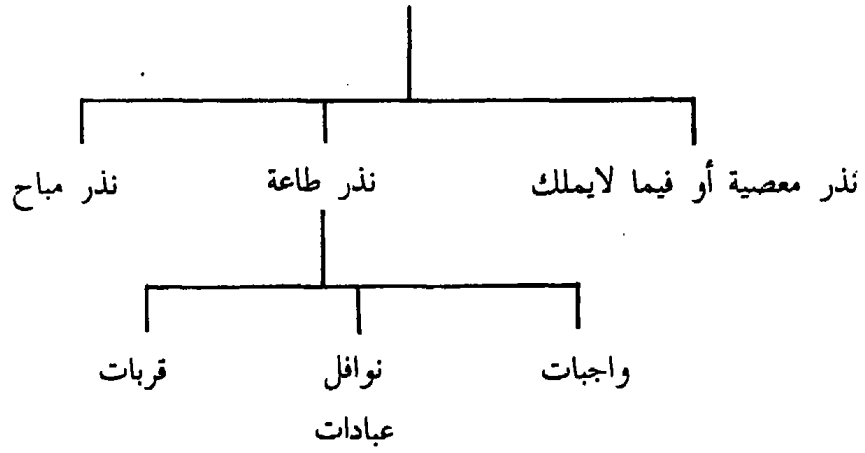 نذر معصية أو فيما لايملك
نذر طاعة
نذر مباح
واجبات
نوافل
عبادات
قربات